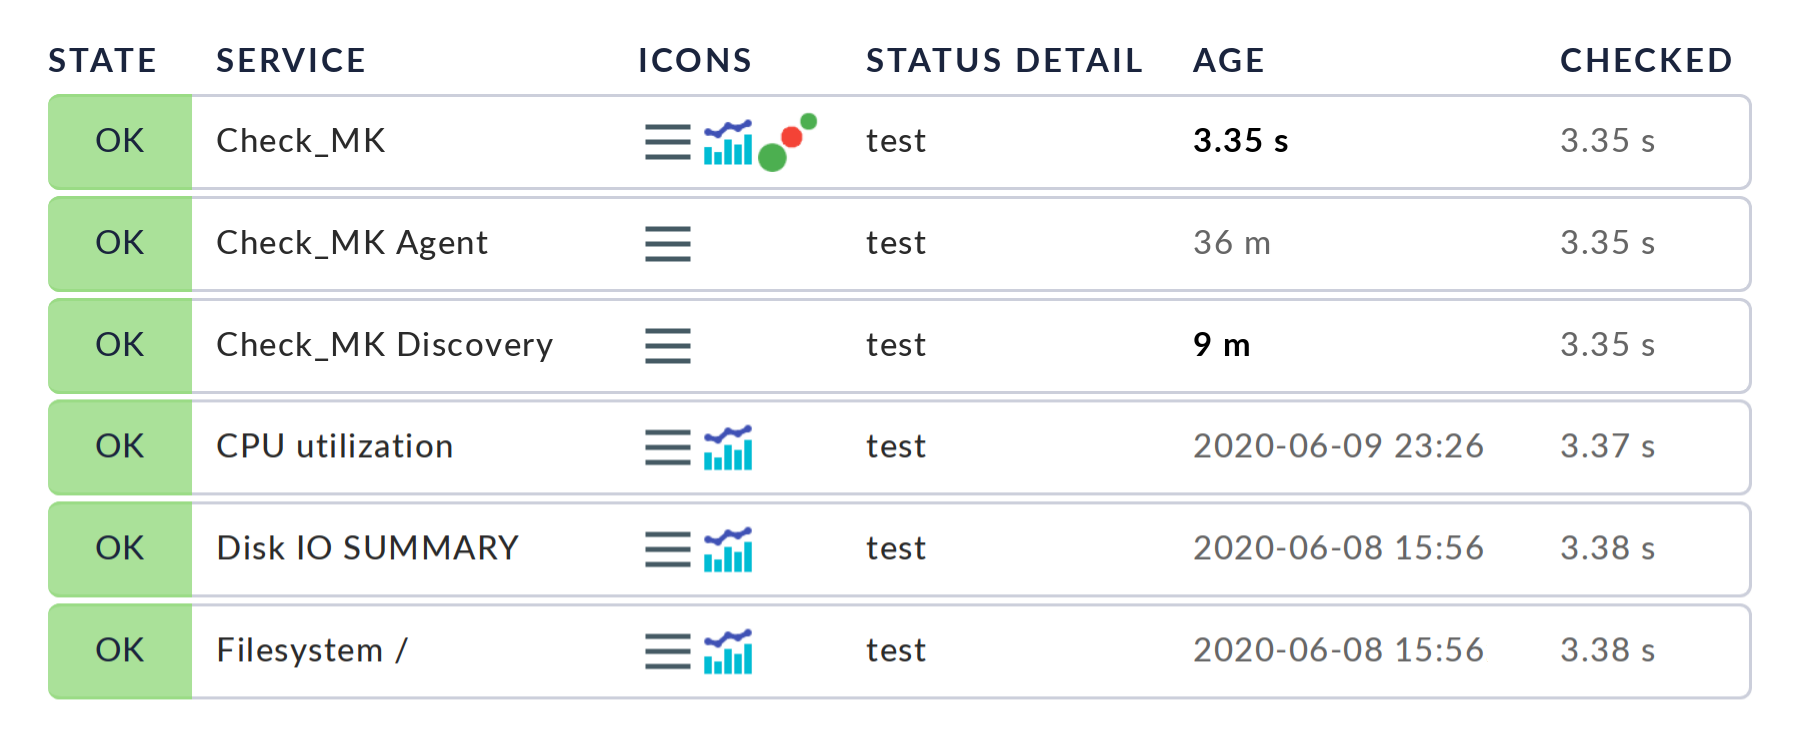 STATE SERVICE ICONS STATUS DETAIL AGE CHECKED
OK Check_MK test 3.35 s 3.35 s
OK Check_MK Agent test 36 m 3.35 s
OK Check_MK Discovery test 9 m 3.35 s
OK CPU utilization test 2020-06-09 23:26 3.37 s
OK Disk IO SUMMARY test 2020-06-08 15:56 3.38 s
OK Filesystem / test 2020-06-08 15:56 3.38 s